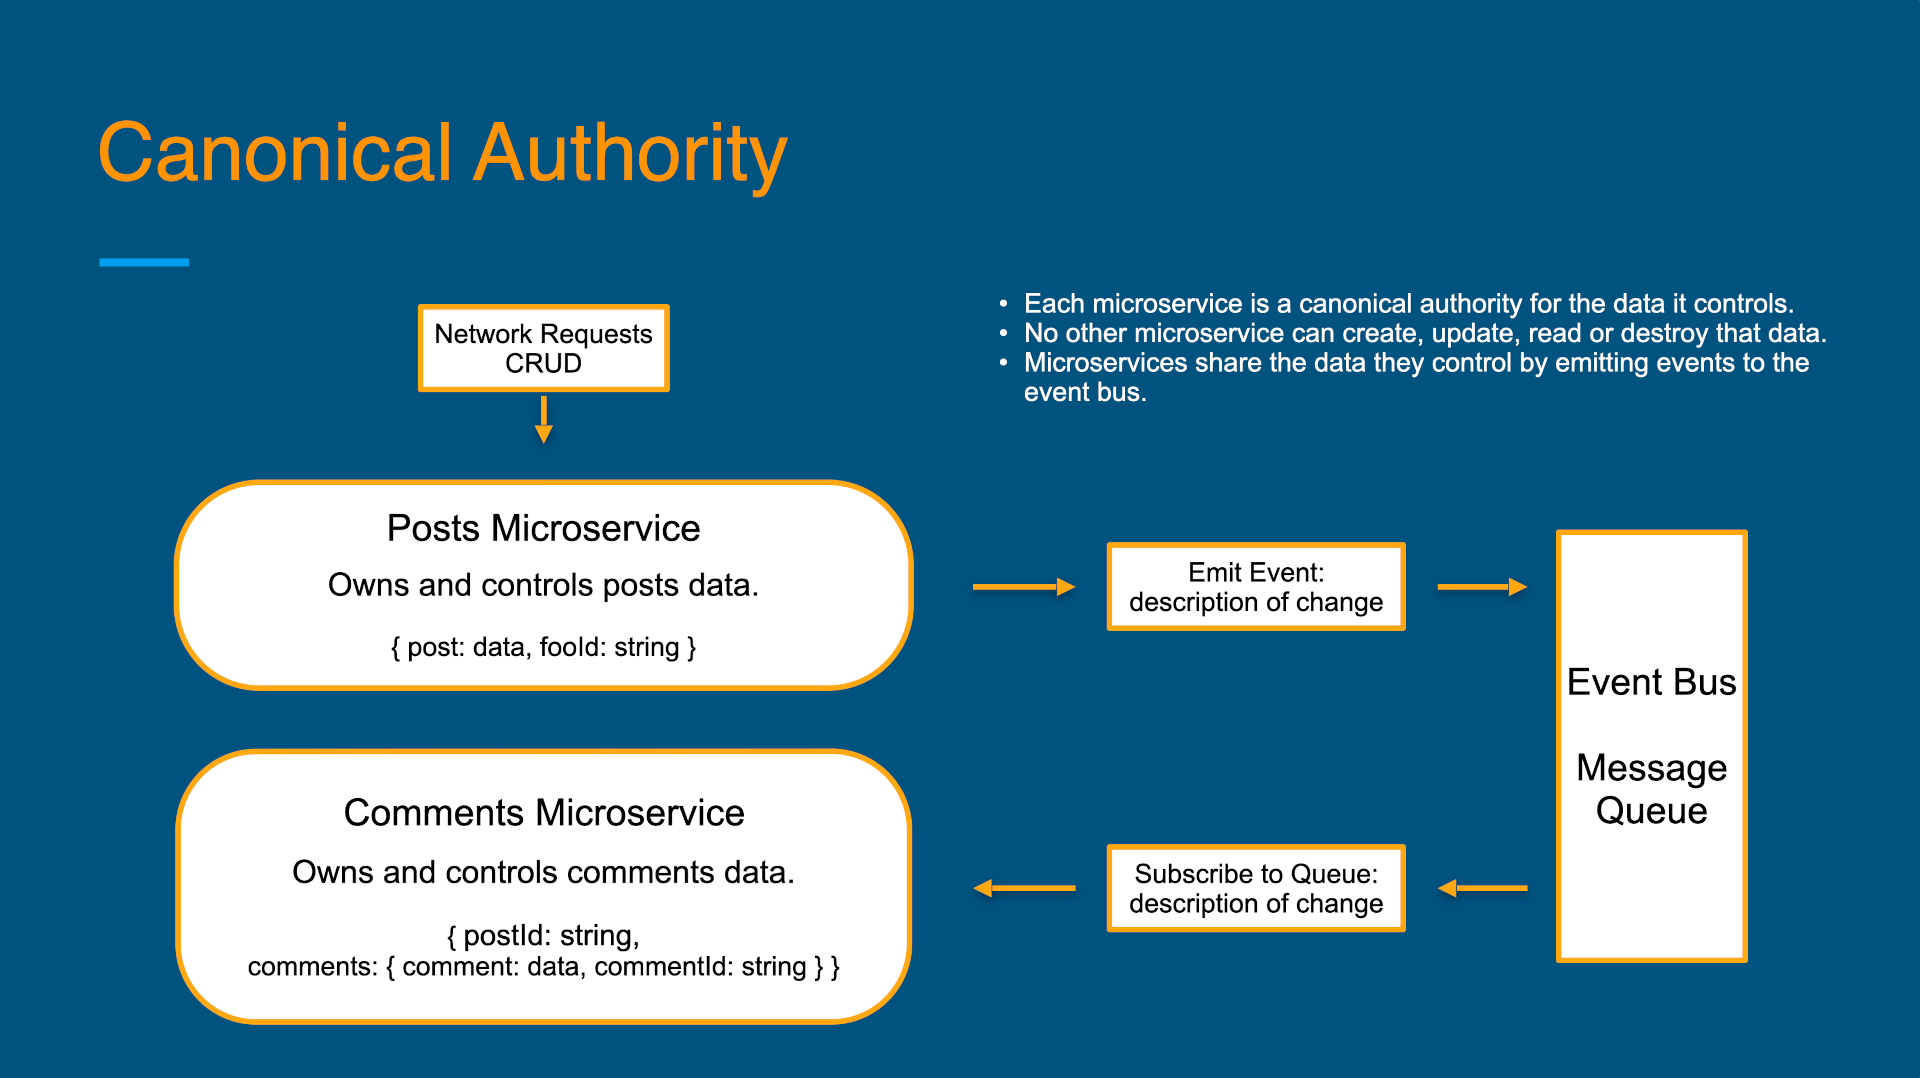 Canonical Authority
Network Requests
CRUD
• Each microservice is a canonical authority for the data it controls.
• No other microservice can create, update, read or destroy that data.
• Microservices share the data they control by emitting events to the
event bus.
Posts Microservice
Owns and controls posts data.
{ post: data, fooId: string }
Emit Event:
description of change
Event Bus
Message
Queue
Comments Microservice
Owns and controls comments data.
{ postId: string,
comments: { comment: data, commentId: string } }
Subscribe to Queue:
description of change